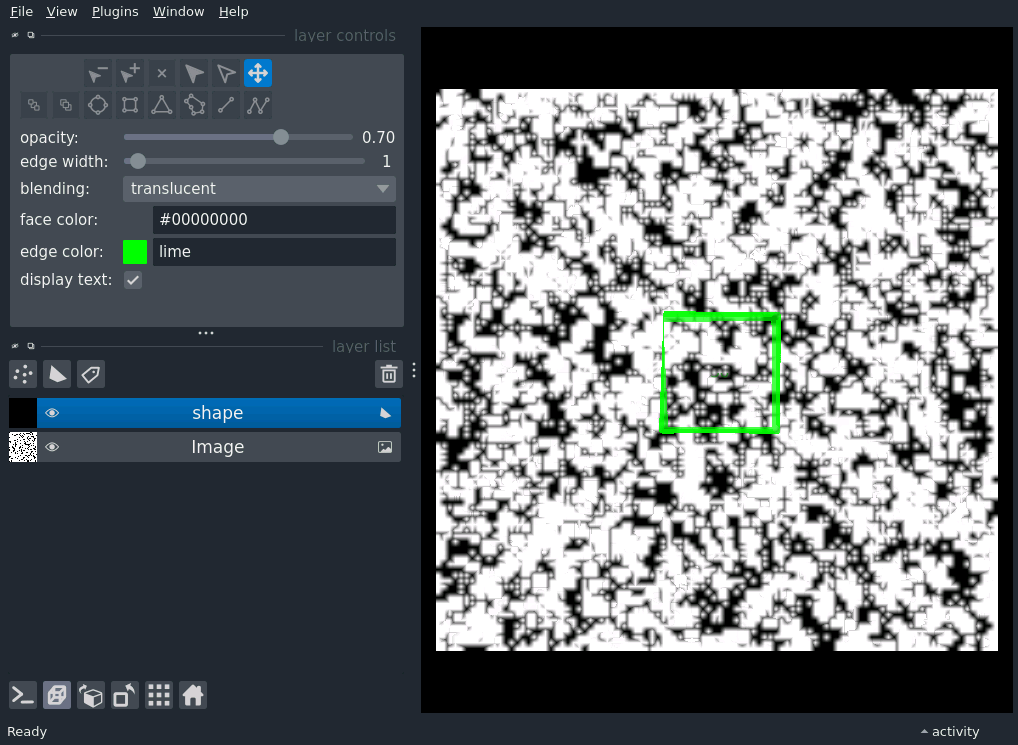 File View Plugins Window Help
layer controls
opacity: 0.70
edge width: 1
blending: translucent
face color: #00000000
edge color: lime
display text:
layer list
shape
Image
Ready
activity